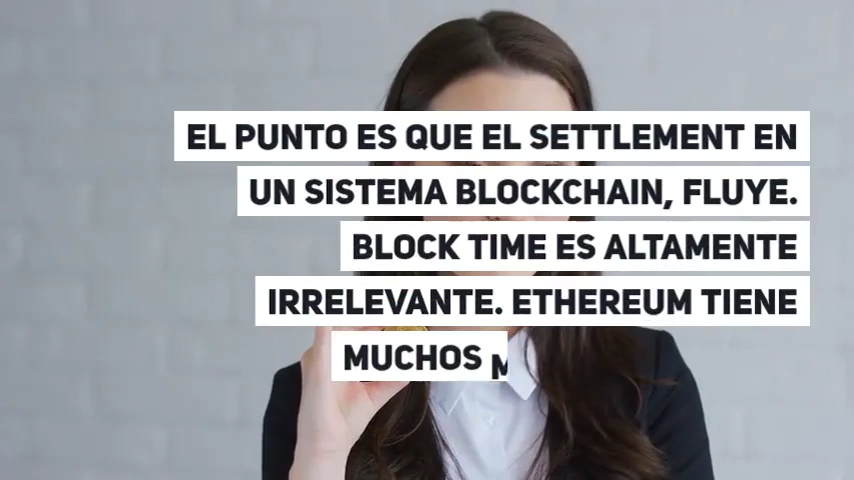 EL PUNTO ES QUE EL SETTLEMENT EN
UN SISTEMA BLOCKCHAIN, FLUYE.
BLOCK TIME ES ALTAMENTE
IRRELEVANTE. ETHEREUM TIENE
MUCHOS